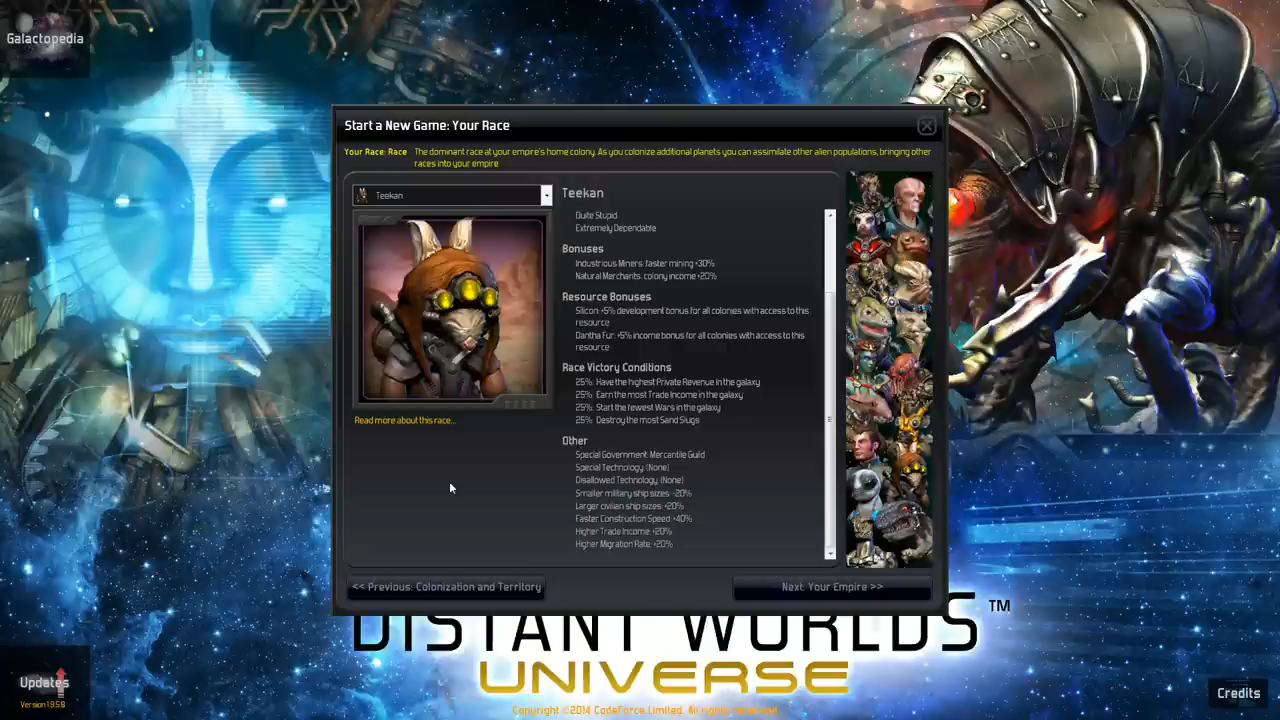 Galactopedia
Start a New Game: Your Race
Your Race: Race The dominant race at your empire's home colony. As you colonize additional planets you can assimilate other alien populations, bringing other
races into your empire
Teekan
Teekan
Quite Stupid
Extremely Dependable
Bonuses
Industrious Miners: faster mining +30%
Natural Merchants: colony income +20%
Resource Bonuses
Silicon: +5% development bonus for all colonies with access to this
resource
Dantha Fur: +5% income bonus for all colonies with access to this
resource
Race Victory Conditions
25%: Have the highest Private Revenue in the galaxy
25%: Earn the most Trade Income in the galaxy
25%: Start the fewest Wars in the galaxy
25%: Destroy the most Sand Slugs
Read more about this race...
Other
Special Government: Mercantile Guild
Special Technology: (None)
Disallowed Technology: (None)
Smaller military ship sizes: -20%
Larger civilian ship sizes: +20%
Faster Construction Speed: +40%
Higher Trade Income: +20%
Higher Migration Rate: +20%
<< Previous: Colonization and Territory
Next: Your Empire >>
DISTANT WORLDS™
UNIVERSE
Updates
Version 1.9.5.8
Credits
Copyright ©2014 CodeForce Limited. All rights reserved.